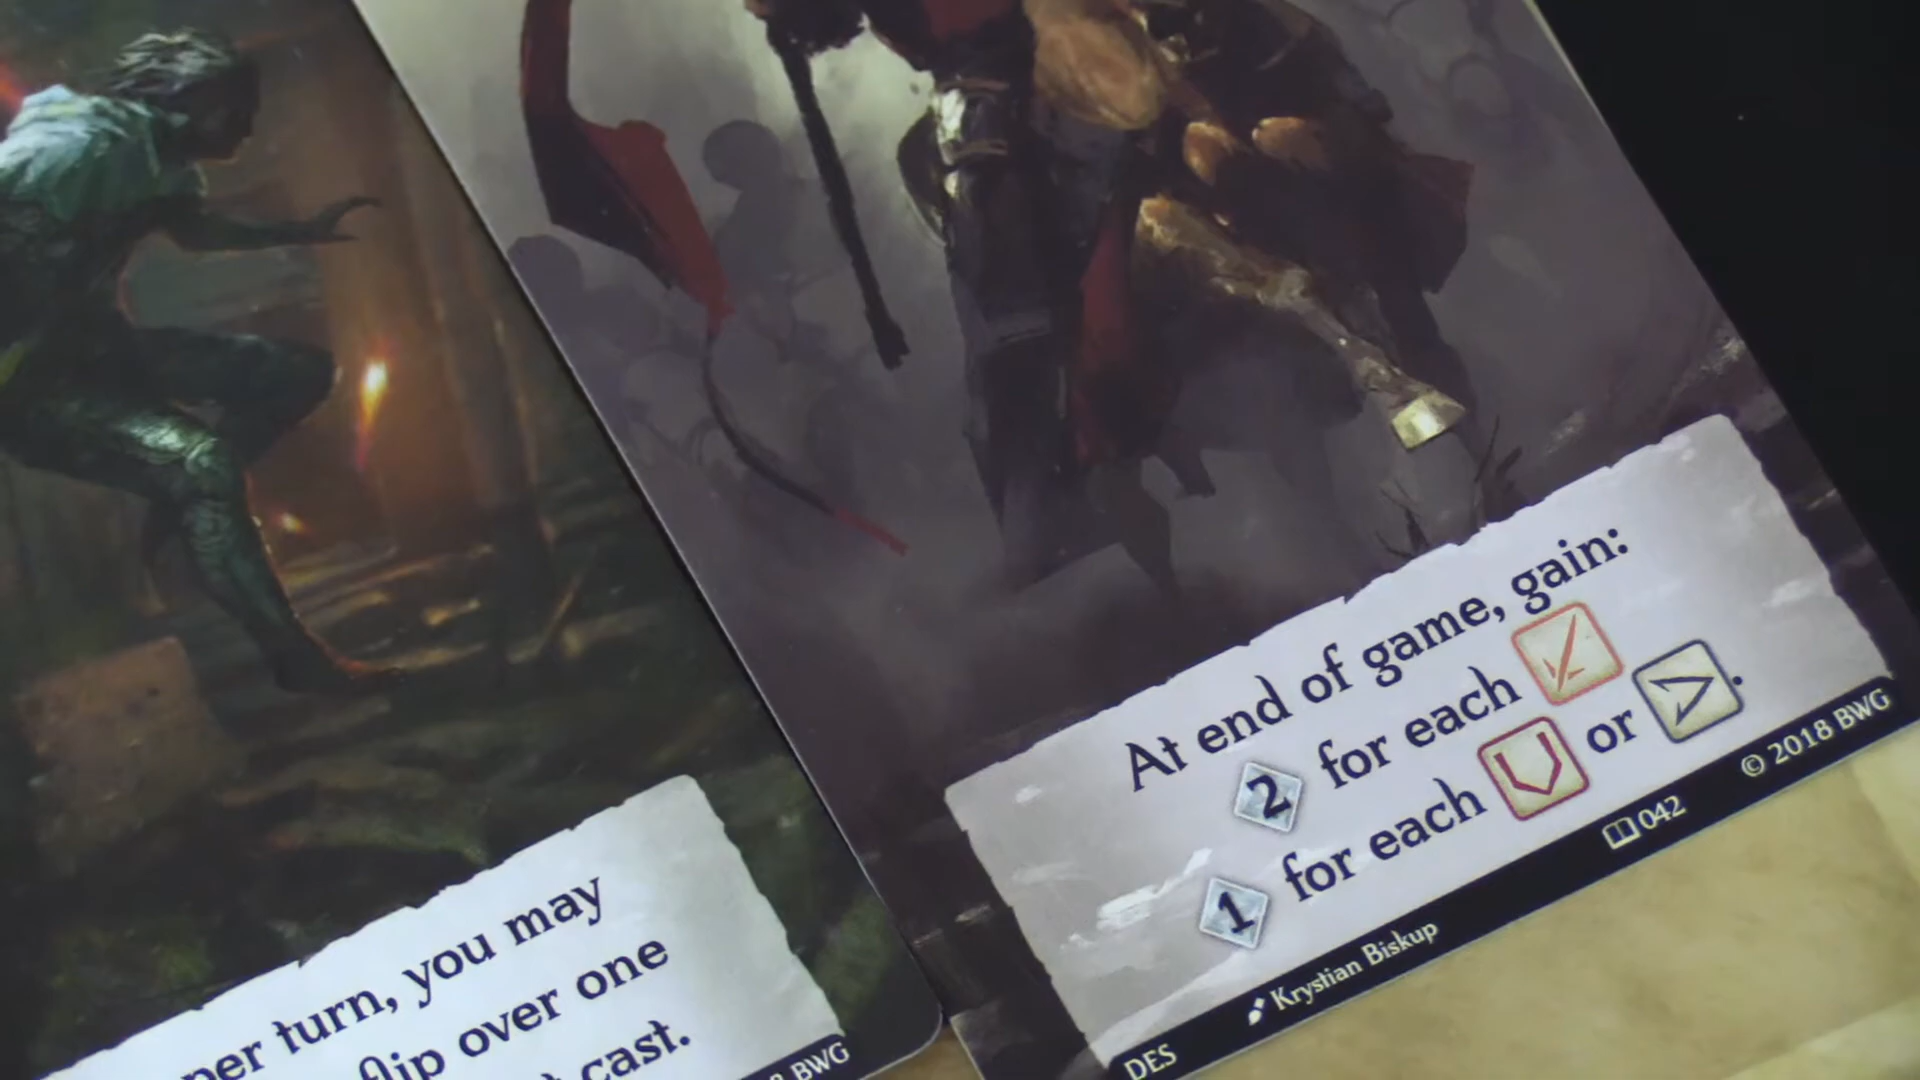 per turn, you may
flip over one
cast.
BWG
At end of game, gain:
2 for each
1 for each or .
DES
Krystian Biskup
042
© 2018 BWG